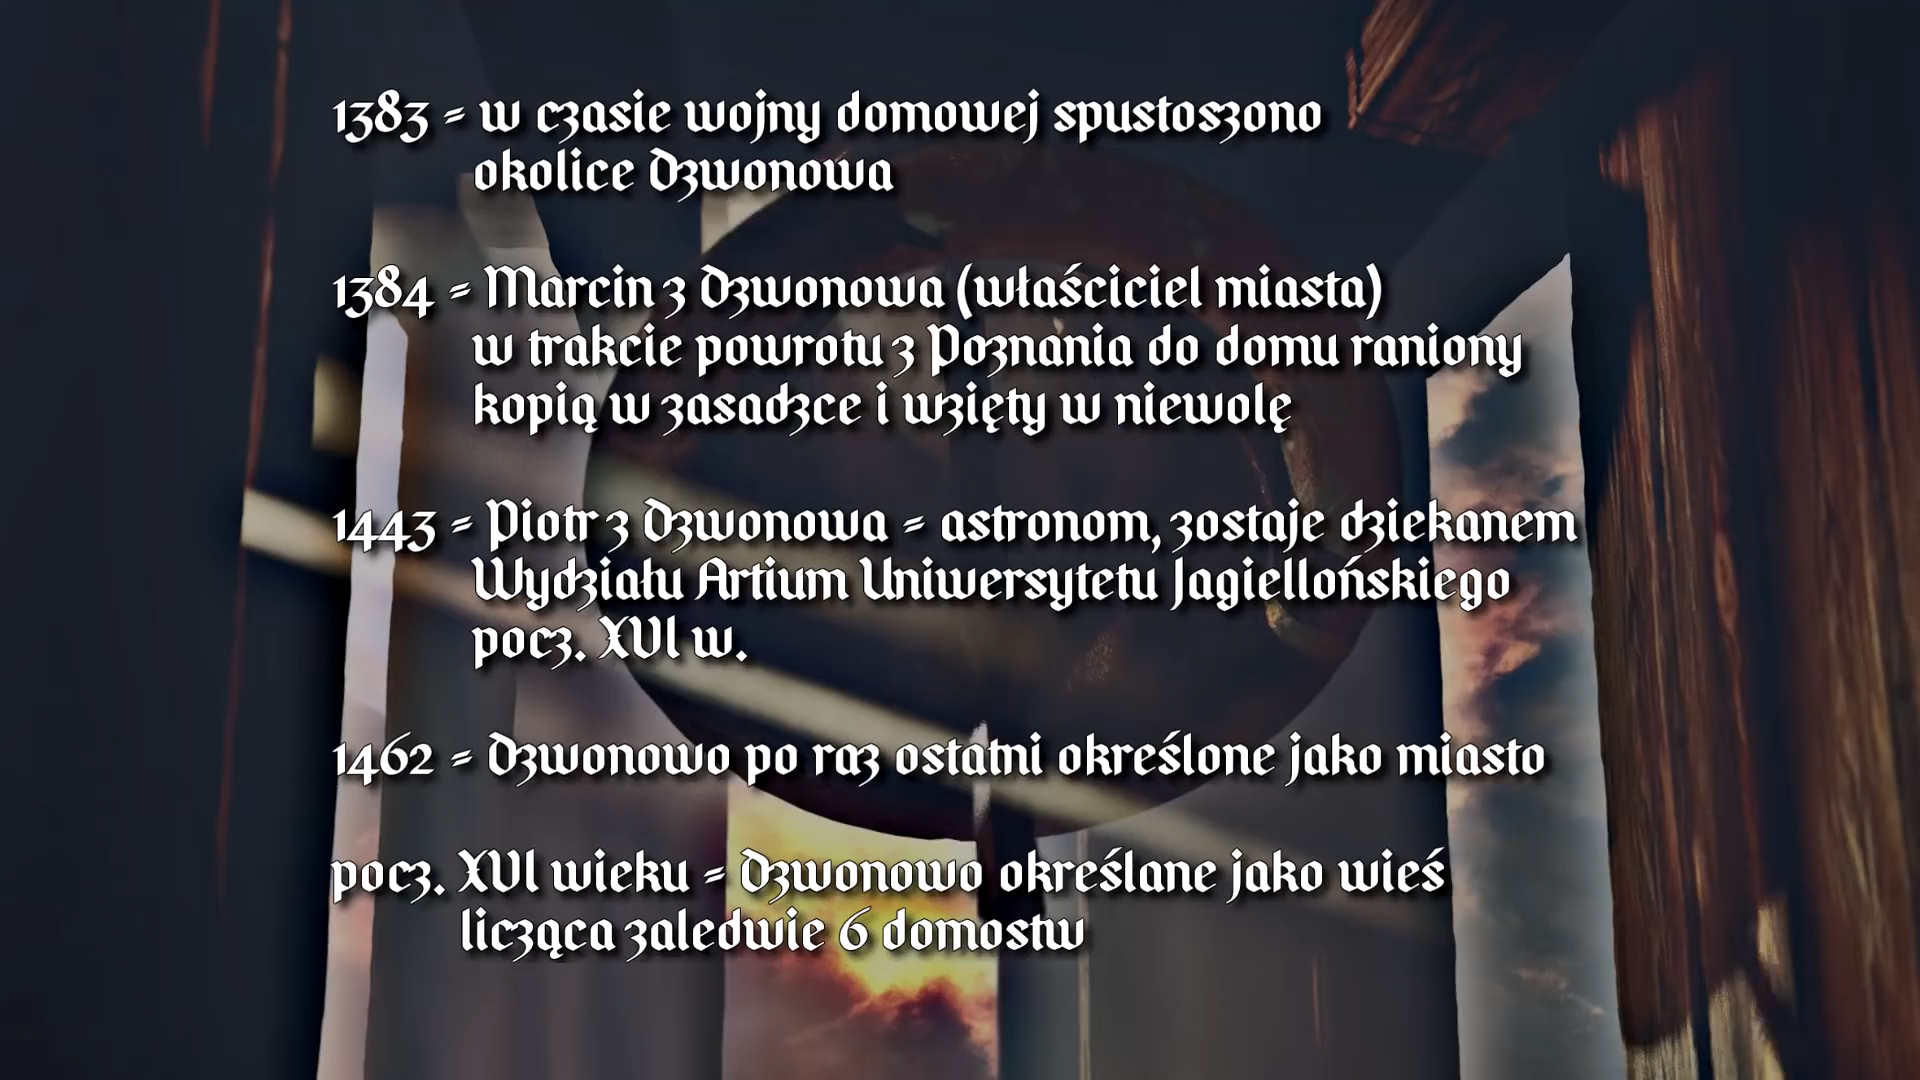 1383 - w czasie wojny domowej spustoszono
okolice Dzwonowa
1384 - Marcin z Dzwonowa (właściciel miasta)
w trakcie powrotu z Poznania do domu raniony
kopią w zasadzce i wzięty w niewolę
1443 - Piotr z Dzwonowa - astronom, zostaje dziekanem
Wydziału Artium Uniwersytetu Jagiellońskiego
pocz. XVI w.
1462 - Dzwonowo po raz ostatni określone jako miasto
pocz. XVI wieku - Dzwonowo określane jako wieś
licząca zaledwie 6 domostw